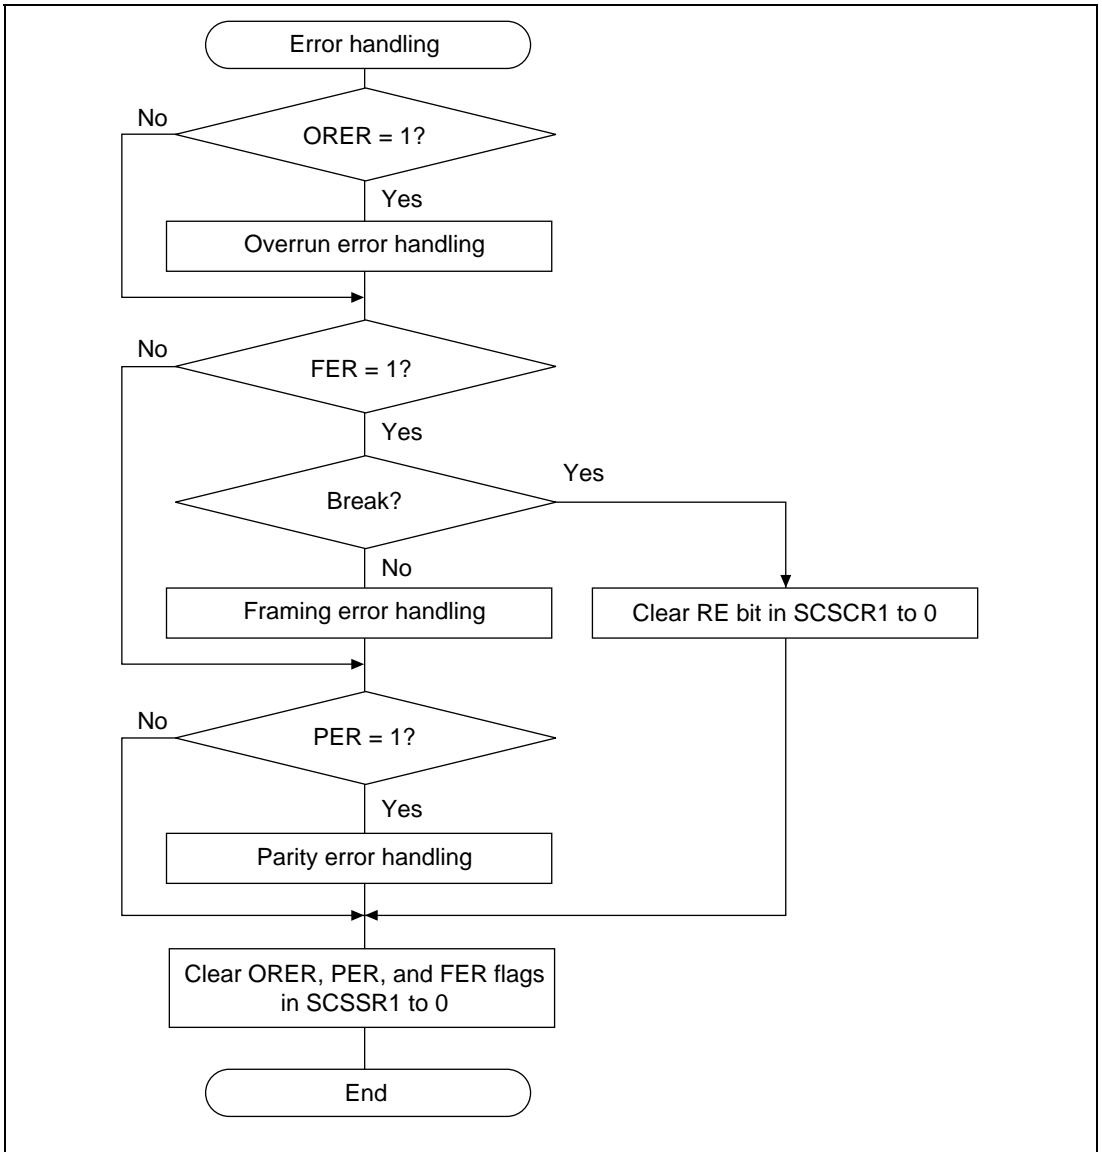 Error handling
No
ORER = 1?
Yes
Overrun error handling
No
FER = 1?
Yes
Yes
Break?
No
Framing error handling
Clear RE bit in SCSCR1 to 0
No
PER = 1?
Yes
Parity error handling
Clear ORER, PER, and FER flags
in SCSSR1 to 0
End